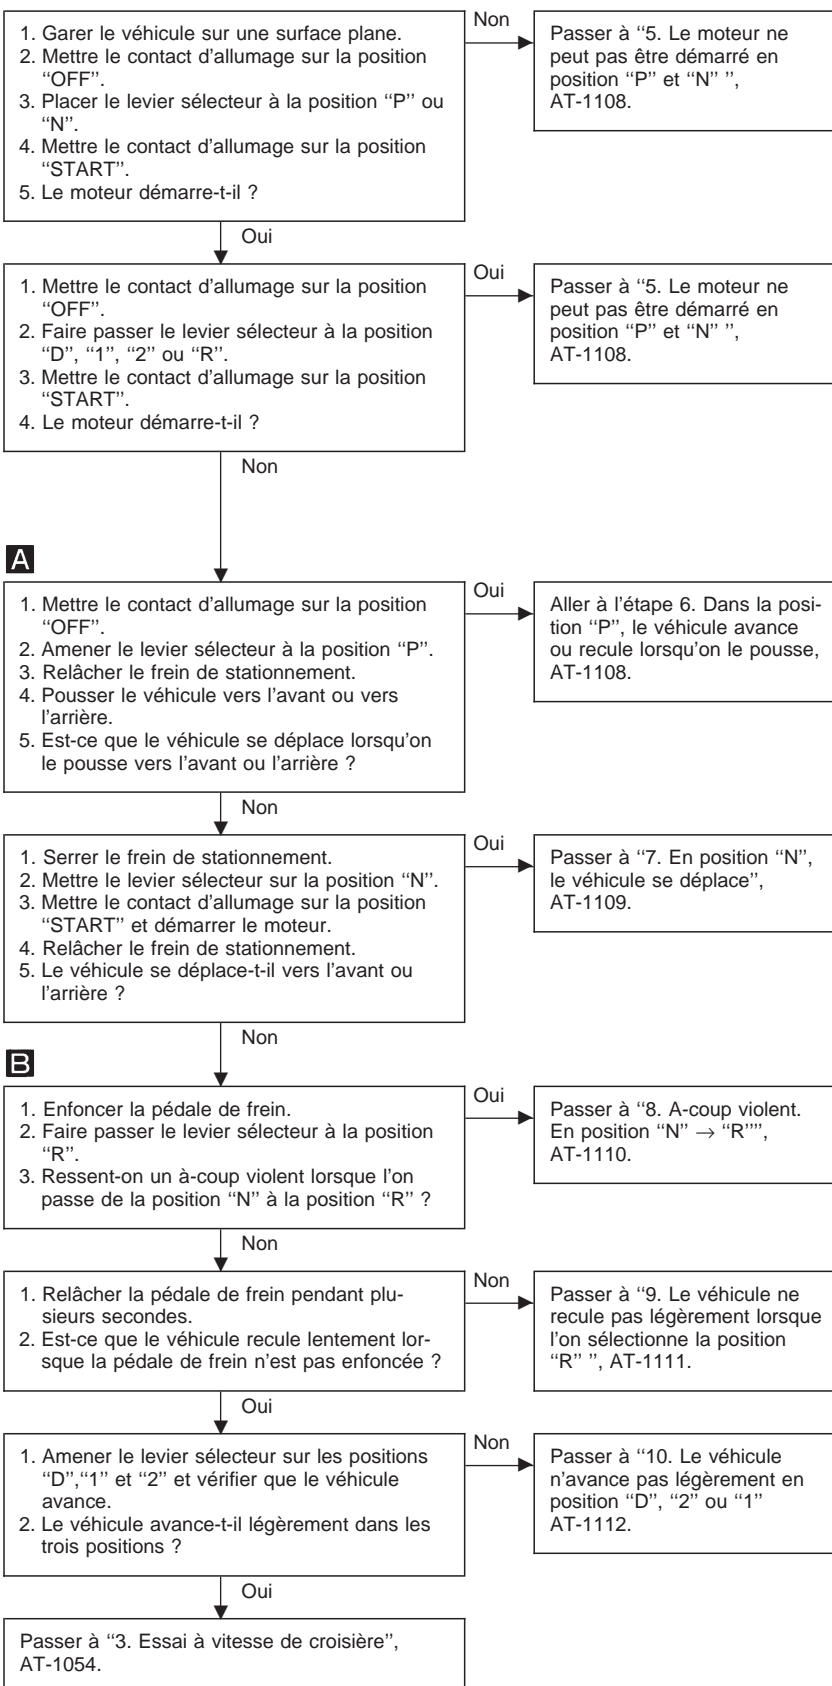 1. Garer le véhicule sur une surface plane.
2. Mettre le contact d'allumage sur la position
‘‘OFF’’.
3. Placer le levier sélecteur à la position ‘‘P’’ ou
‘‘N’’.
4. Mettre le contact d'allumage sur la position
‘‘START’’.
5. Le moteur démarre-t-il ?
Non
Passer à ‘‘5. Le moteur ne
peut pas être démarré en
position ‘‘P’’ et ‘‘N’’ ’’,
AT-1108.
Oui
1. Mettre le contact d'allumage sur la position
‘‘OFF’’.
2. Faire passer le levier sélecteur à la position
‘‘D’’, ‘‘1’’, ‘‘2’’ ou ‘‘R’’.
3. Mettre le contact d'allumage sur la position
‘‘START’’.
4. Le moteur démarre-t-il ?
Oui
Passer à ‘‘5. Le moteur ne
peut pas être démarré en
position ‘‘P’’ et ‘‘N’’ ’’,
AT-1108.
Non
A
1. Mettre le contact d'allumage sur la position
‘‘OFF’’.
2. Amener le levier sélecteur à la position ‘‘P’’.
3. Relâcher le frein de stationnement.
4. Pousser le véhicule vers l'avant ou vers
l'arrière.
5. Est-ce que le véhicule se déplace lorsqu'on
le pousse vers l'avant ou l'arrière ?
Oui
Aller à l'étape 6. Dans la posi-
tion ‘‘P’’, le véhicule avance
ou recule lorsqu'on le pousse,
AT-1108.
Non
1. Serrer le frein de stationnement.
2. Mettre le levier sélecteur sur la position ‘‘N’’.
3. Mettre le contact d'allumage sur la position
‘‘START’’ et démarrer le moteur.
4. Relâcher le frein de stationnement.
5. Le véhicule se déplace-t-il vers l'avant ou
l'arrière ?
Oui
Passer à ‘‘7. En position ‘‘N’’,
le véhicule se déplace’’,
AT-1109.
Non
B
1. Enfoncer la pédale de frein.
2. Faire passer le levier sélecteur à la position
‘‘R’’.
3. Ressent-on un à-coup violent lorsque l'on
passe de la position ‘‘N’’ à la position ‘‘R’’ ?
Oui
Passer à ‘‘8. A-coup violent.
En position ‘‘N’’ → ‘‘R’’’’,
AT-1110.
Non
1. Relâcher la pédale de frein pendant plu-
sieurs secondes.
2. Est-ce que le véhicule recule lentement lor-
sque la pédale de frein n'est pas enfoncée ?
Non
Passer à ‘‘9. Le véhicule ne
recule pas légèrement lorsque
l'on sélectionne la position
‘‘R’’ ’’, AT-1111.
Oui
1. Amener le levier sélecteur sur les positions
‘‘D’’,‘‘1’’ et ‘‘2’’ et vérifier que le véhicule
avance.
2. Le véhicule avance-t-il légèrement dans les
trois positions ?
Non
Passer à ‘‘10. Le véhicule
n'avance pas légèrement en
position ‘‘D’’, ‘‘2’’ ou ‘‘1’’
AT-1112.
Oui
Passer à ‘‘3. Essai à vitesse de croisière’’,
AT-1054.